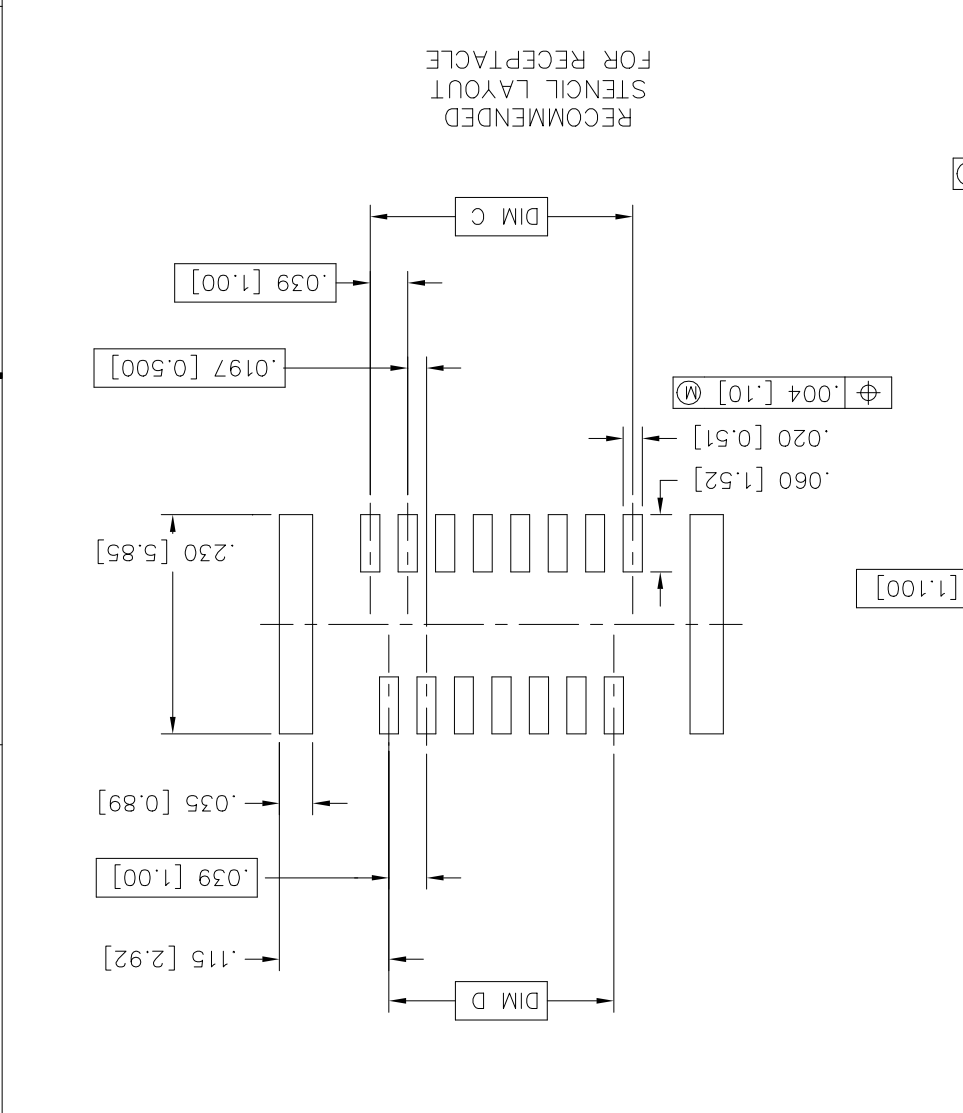 DIM D
.115 [2.92]
.039 [1.00]
.035 [0.89]
[1.100]
.230 [5.85]
.060 [1.52]
.020 [0.51]
⌖ .004 [.10] Ⓜ
.0197 [0.500]
.039 [1.00]
DIM C
RECOMMENDED
STENCIL LAYOUT
FOR RECEPTACLE